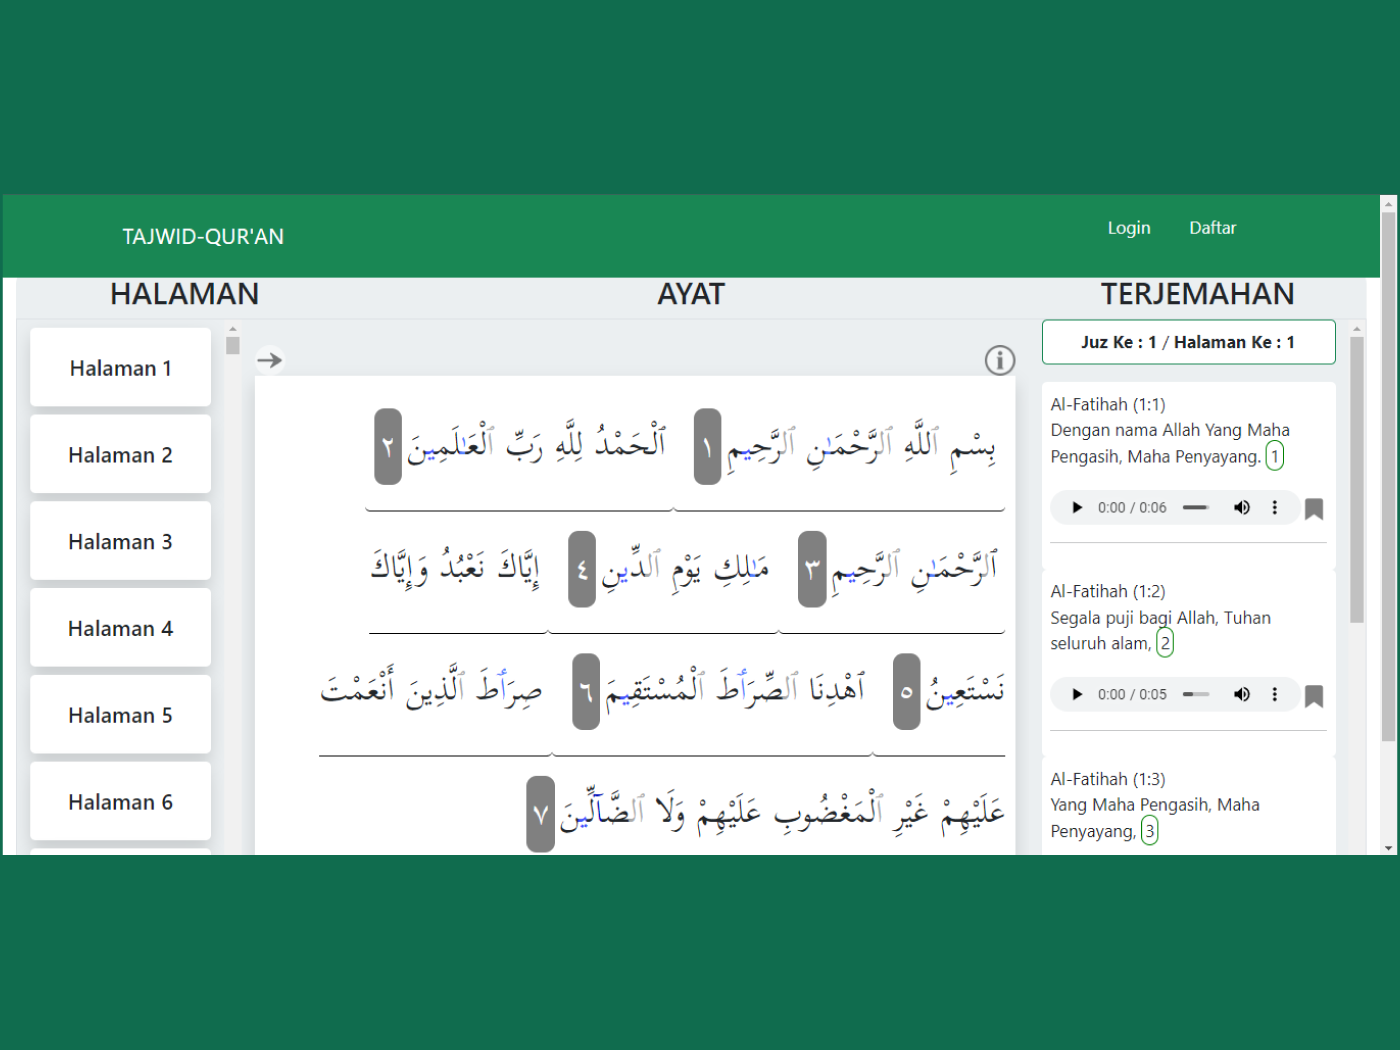 TAJWID-QUR'AN
Login Daftar
HALAMAN
Halaman 1
Halaman 2
Halaman 3
Halaman 4
Halaman 5
Halaman 6
AYAT
بِسْمِ ٱللَّهِ ٱلرَّحْمَـٰنِ ٱلرَّحِيمِ ١ ٱلْحَمْدُ لِلَّهِ رَبِّ ٱلْعَـٰلَمِينَ ٢
ٱلرَّحْمَـٰنِ ٱلرَّحِيمِ ٣ مَـٰلِكِ يَوْمِ ٱلدِّينِ ٤ إِيَّاكَ نَعْبُدُ وَإِيَّاكَ
نَسْتَعِينُ ٥ ٱهْدِنَا ٱلصِّرَٰطَ ٱلْمُسْتَقِيمَ ٦ صِرَٰطَ ٱلَّذِينَ أَنْعَمْتَ
عَلَيْهِمْ غَيْرِ ٱلْمَغْضُوبِ عَلَيْهِمْ وَلَا ٱلضَّآلِّينَ ٧
TERJEMAHAN
Juz Ke : 1 / Halaman Ke : 1
Al-Fatihah (1:1)
Dengan nama Allah Yang Maha
Pengasih, Maha Penyayang. 1
0:00 / 0:06
Al-Fatihah (1:2)
Segala puji bagi Allah, Tuhan
seluruh alam, 2
0:00 / 0:05
Al-Fatihah (1:3)
Yang Maha Pengasih, Maha
Penyayang, 3